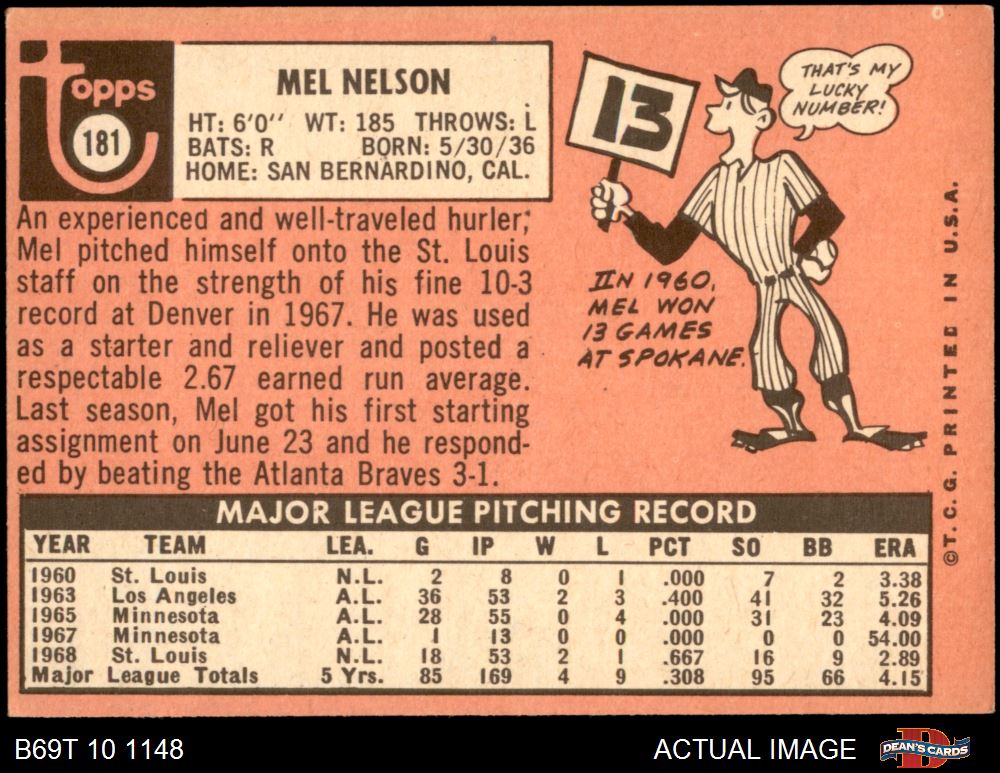 topps
181
MEL NELSON
HT: 6'0" WT: 185 THROWS: L
BATS: R BORN: 5/30/36
HOME: SAN BERNARDINO, CAL.
An experienced and well-traveled hurler;
Mel pitched himself onto the St. Louis
staff on the strength of his fine 10-3
record at Denver in 1967. He was used
as a starter and reliever and posted a
respectable 2.67 earned run average.
Last season, Mel got his first starting
assignment on June 23 and he respond-
ed by beating the Atlanta Braves 3-1.
13
THAT'S MY
LUCKY
NUMBER!
IN 1960,
MEL WON
13 GAMES
AT SPOKANE.
© T. C. G. PRINTED IN U.S.A.
MAJOR LEAGUE PITCHING RECORD
YEAR TEAM LEA. G IP W L PCT SO BB ERA
1960 St. Louis N.L. 2 8 0 1 .000 7 2 3.38
1963 Los Angeles A.L. 36 53 2 3 .400 41 32 5.26
1965 Minnesota A.L. 28 55 0 4 .000 31 23 4.09
1967 Minnesota A.L. 1 13 0 0 .000 0 0 54.00
1968 St. Louis N.L. 18 53 2 1 .667 16 9 2.89
Major League Totals 5 Yrs. 85 169 4 9 .308 95 66 4.15
B69T 10 1148
ACTUAL IMAGE
DEAN'S CARDS